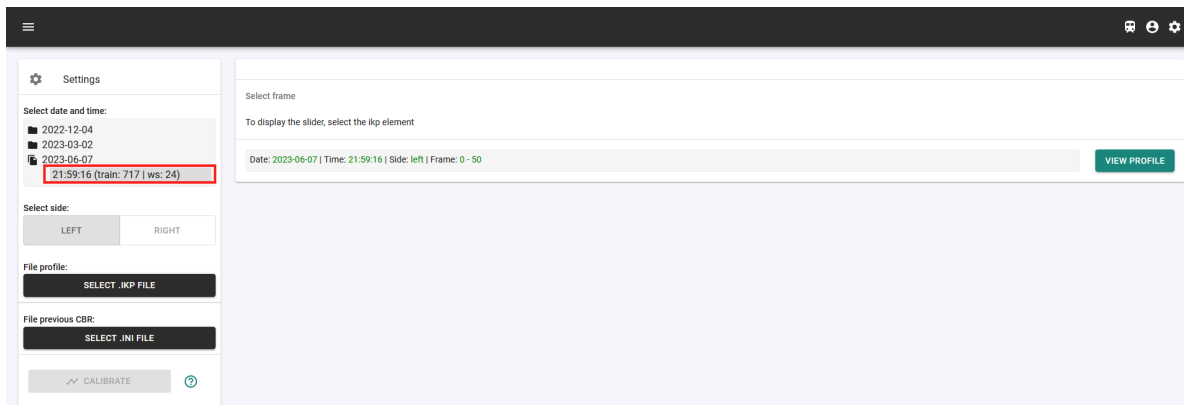 Settings
Select date and time:
2022-12-04
2023-03-02
2023-06-07
21:59:16 (train: 717 | ws: 24)
Select side:
LEFT
RIGHT
File profile:
SELECT .IKP FILE
File previous CBR:
SELECT .INI FILE
CALIBRATE
Select frame
To display the slider, select the ikp element
Date: 2023-06-07 | Time: 21:59:16 | Side: left | Frame: 0 - 50
VIEW PROFILE